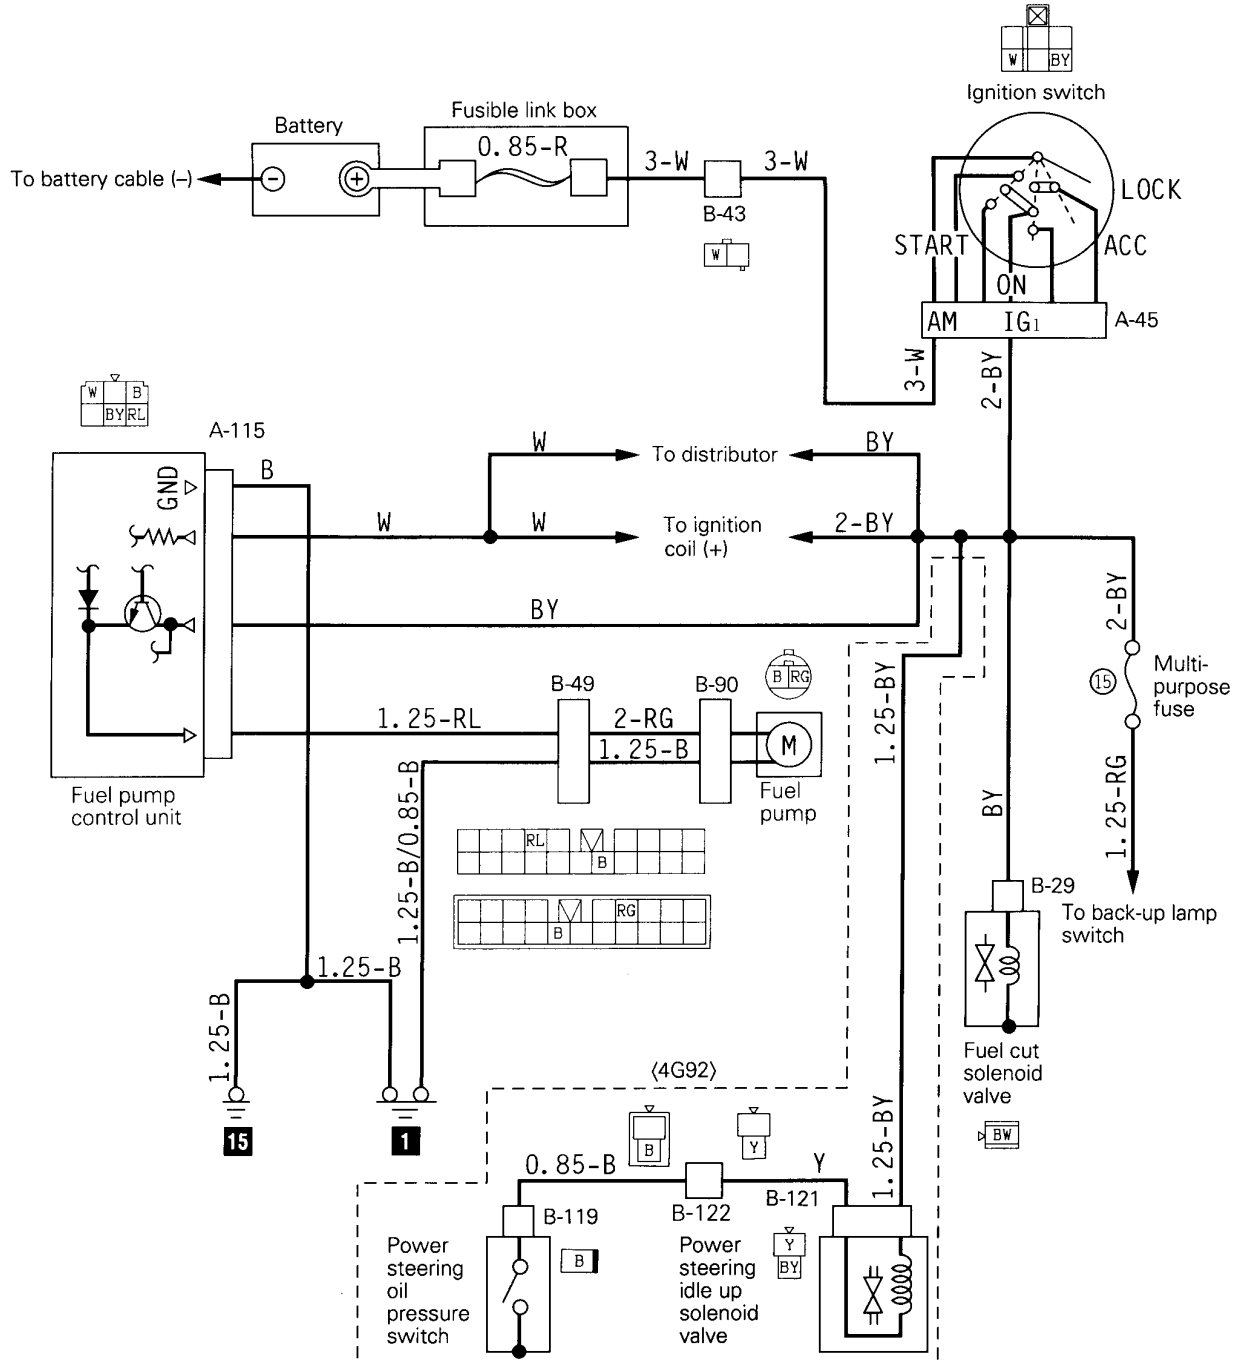 W BY
Ignition switch
Fusible link box
Battery
0.85-R
3-W
3-W
To battery cable (−)
LOCK
B-43
W
START
ACC
ON
AM IG1
A-45
3-W
2-BY
W B
BY RL
A-115
B
W
To distributor
BY
GND
W
W
To ignition
coil (+)
2-BY
2-BY
BY
15
Multi-
purpose
fuse
B-49
B-90
B RG
1.25-RL
2-RG
1.25-B
M
1.25-BY
Fuel
pump
Fuel pump
control unit
1.25-B/0.85-B
BY
1.25-RG
RL
B
B-29
RG
B
To back-up lamp
switch
1.25-B
1.25-B
Fuel cut
solenoid
valve
BW
⟨4G92⟩
15
1
B
Y
1.25-BY
0.85-B
Y
B-121
B-122
B-119
B
Y
BY
Power
steering
oil
pressure
switch
Power
steering
idle up
solenoid
valve